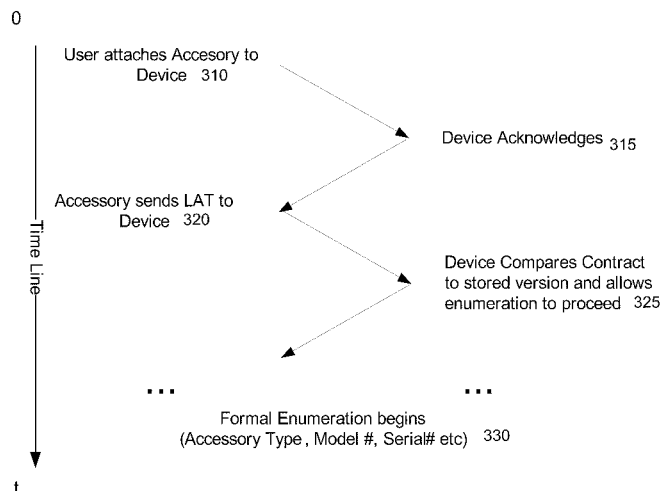 0
User attaches Accesory to
Device 310
Device Acknowledges 315
Accessory sends LAT to
Device 320
Time Line
Device Compares Contract
to stored version and allows
enumeration to proceed 325
... ...
Formal Enumeration begins
(Accessory Type , Model #, Serial# etc) 330
t